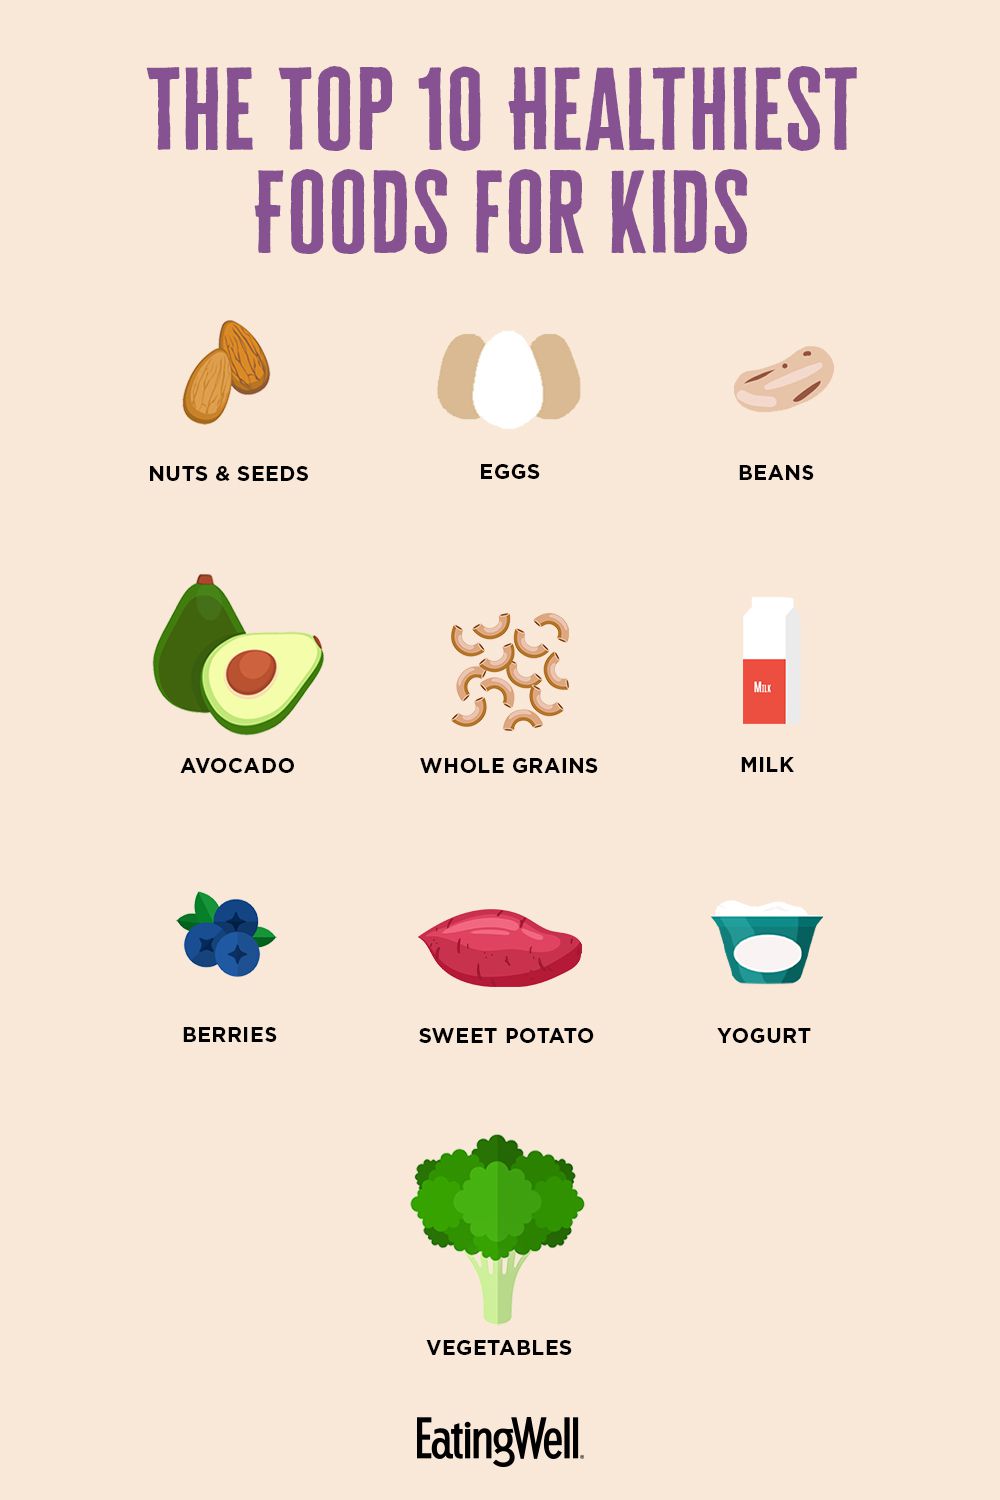 THE TOP 10 HEALTHIEST
FOODS FOR KIDS
NUTS & SEEDS
EGGS
BEANS
AVOCADO
WHOLE GRAINS
MILK
MILK
BERRIES
SWEET POTATO
YOGURT
VEGETABLES
EatingWell